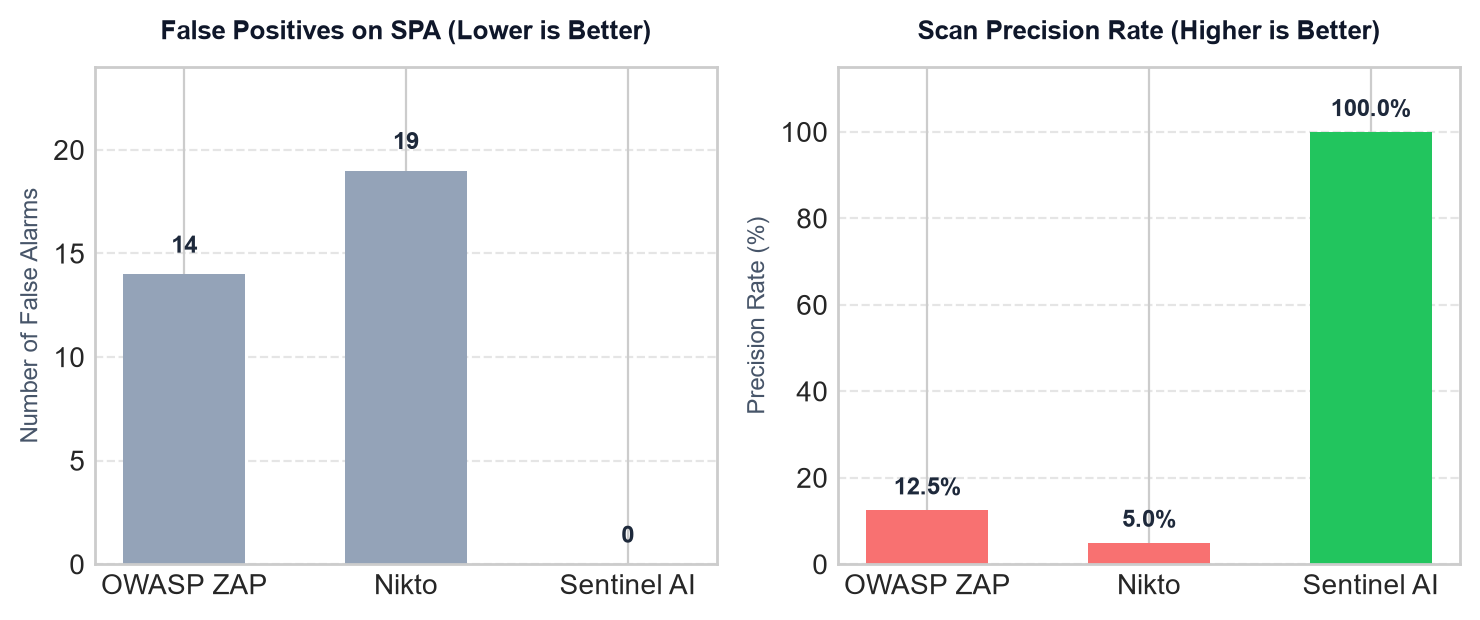 False Positives on SPA (Lower is Better)
Number of False Alarms
20
15
10
5
0
14
19
0
OWASP ZAP
Nikto
Sentinel AI
Scan Precision Rate (Higher is Better)
Precision Rate (%)
100
80
60
40
20
0
12.5%
5.0%
100.0%
OWASP ZAP
Nikto
Sentinel AI